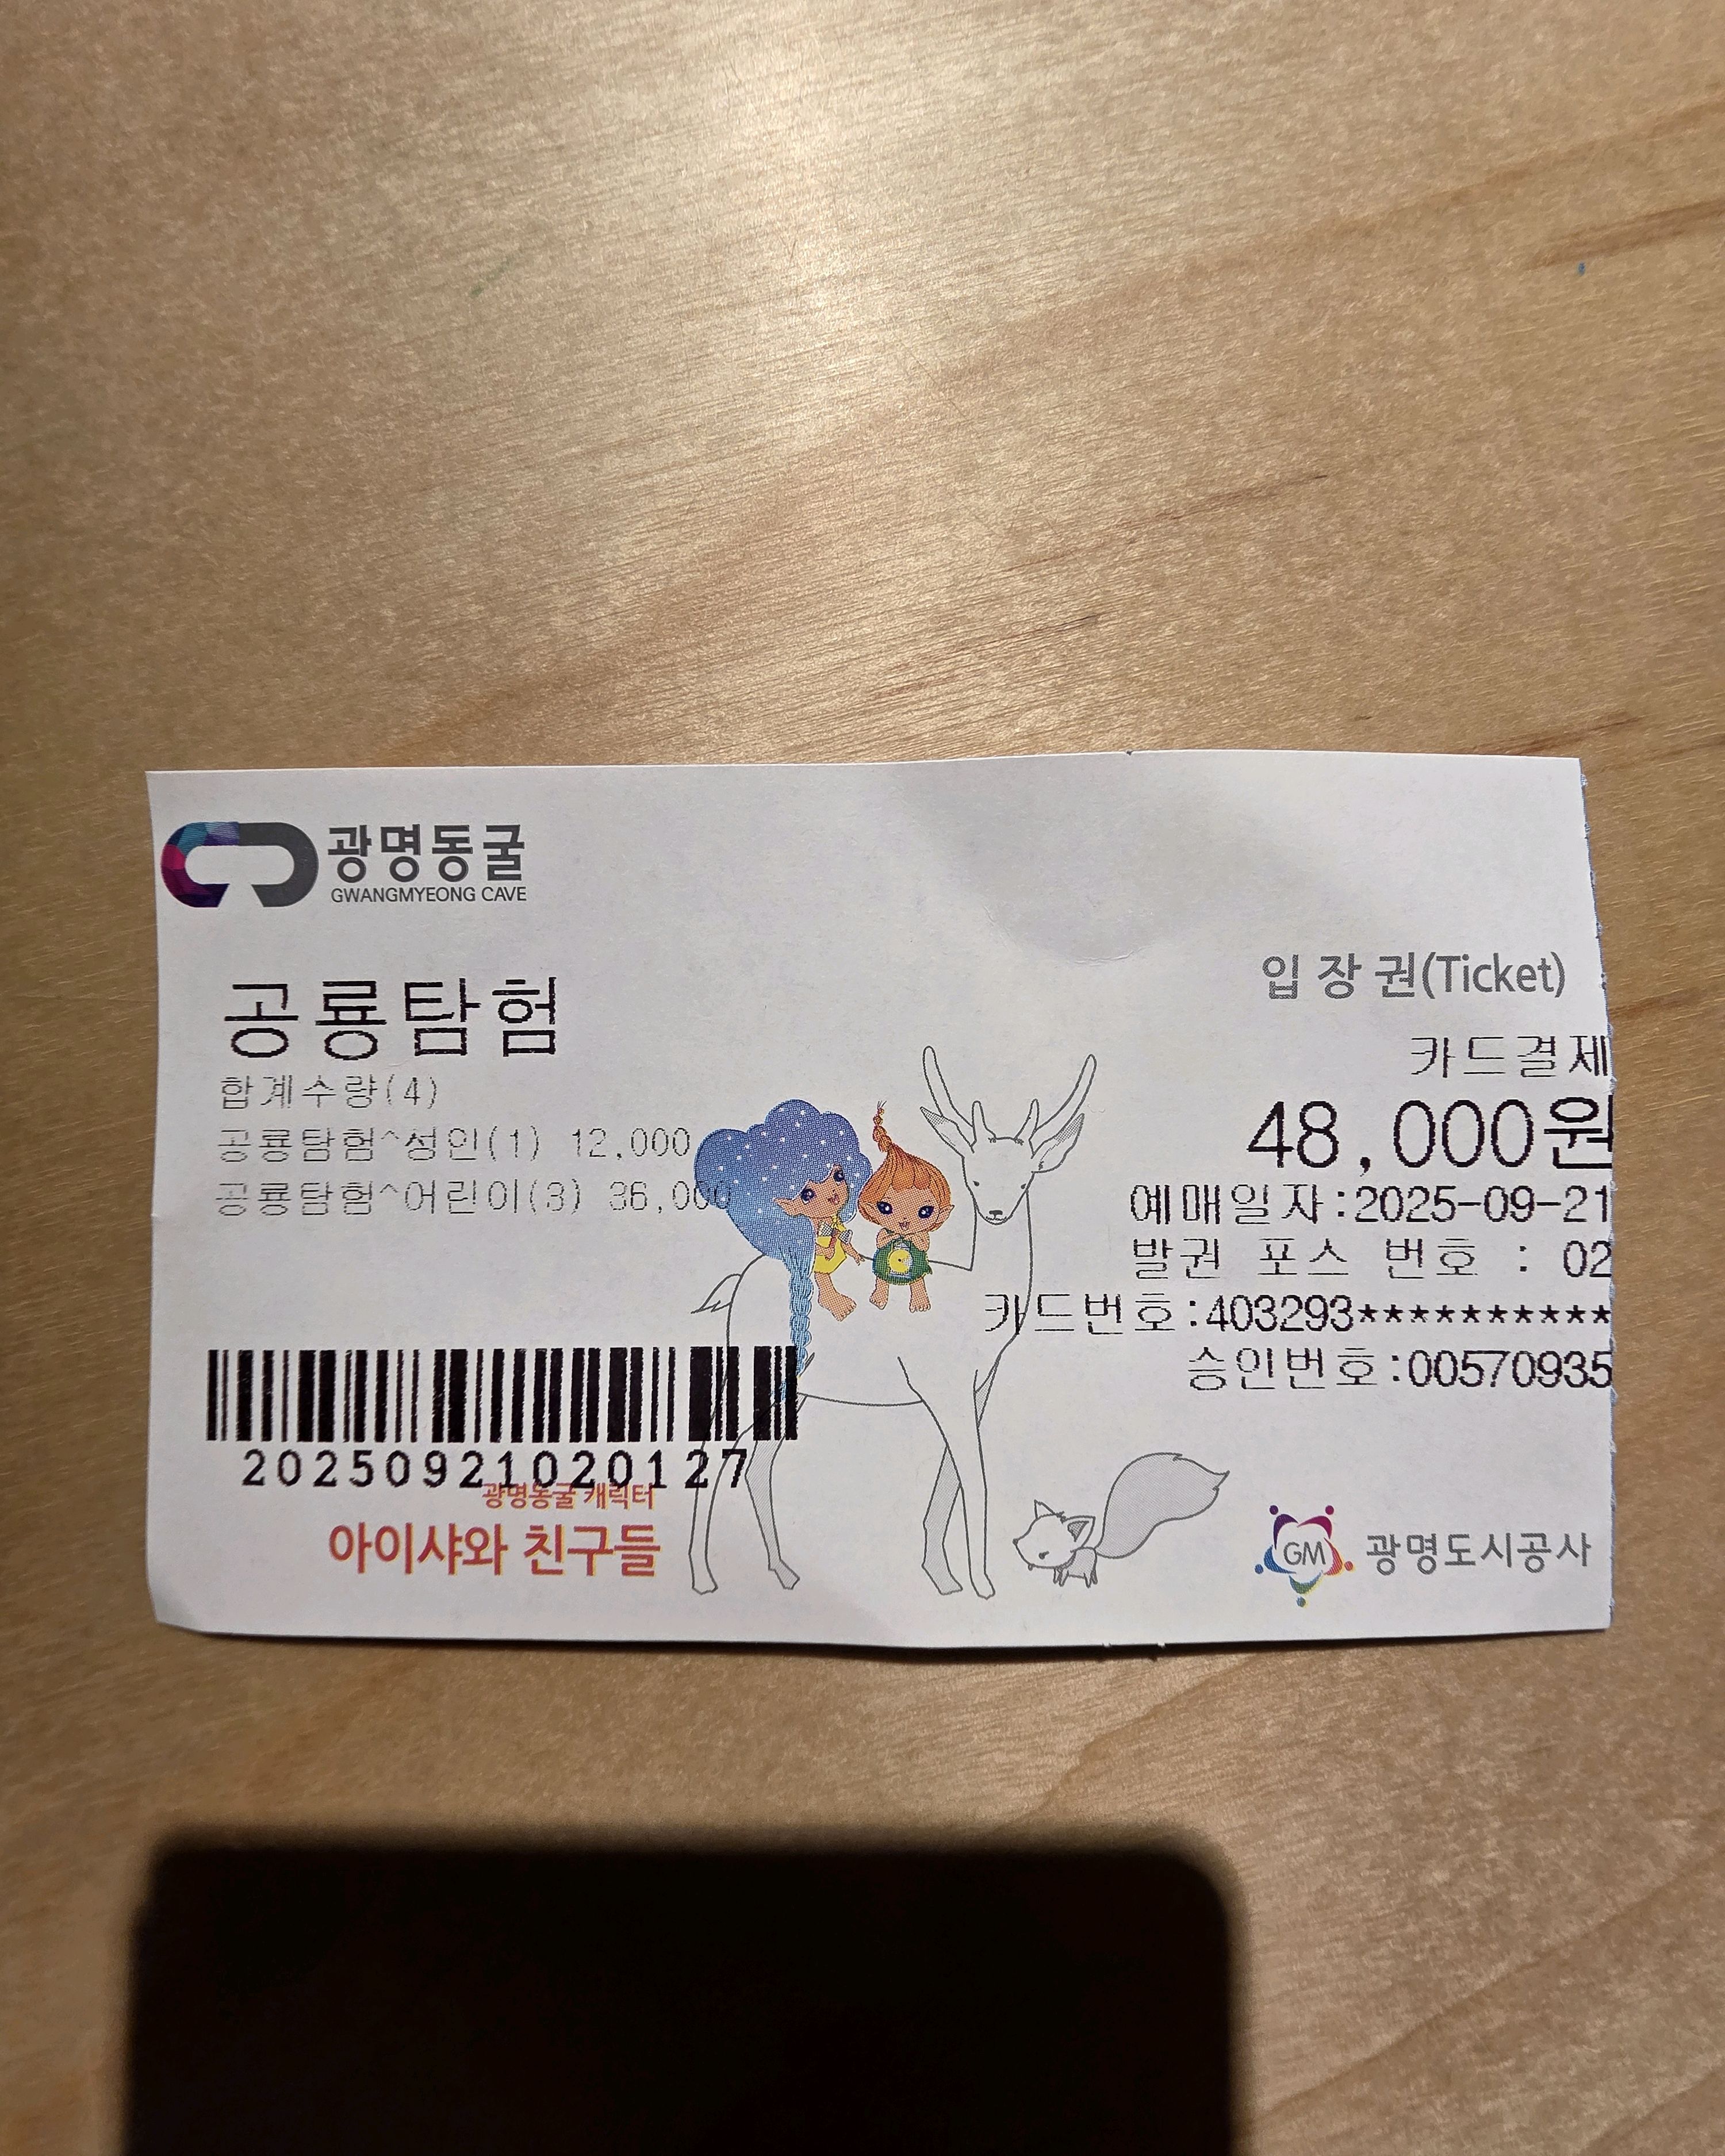 광명동굴
GWANGMYEONG CAVE
공룡탐험
합계수량(4)
공룡탐험^성인(1) 12,000
공룡탐험^어린이(3) 36,000
입장권(Ticket)
카드결제
48,000원
예매일자:2025-09-21
발권 포스 번호 : 02
카드번호:403293**********
승인번호:00570935
20250921020127
광명동굴 캐릭터
아이샤와 친구들
GM 광명도시공사